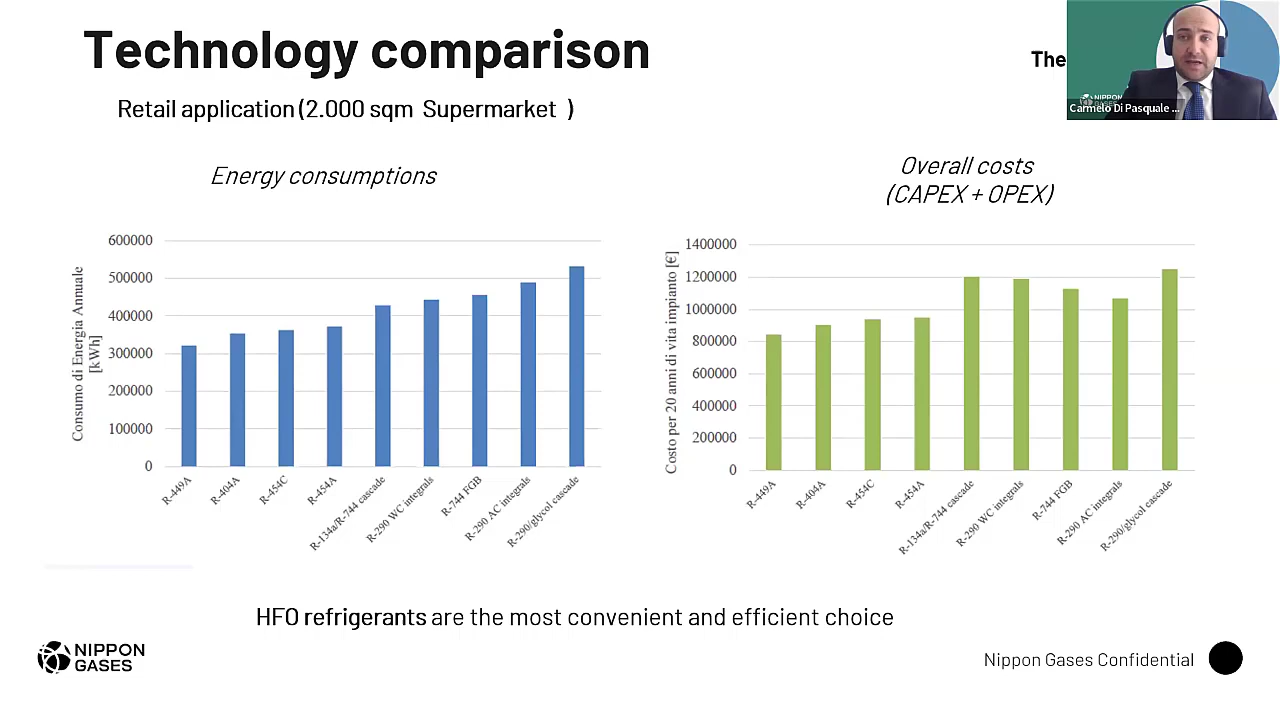 Technology comparison
The
Carmelo Di Pasquale ...
NIPPON
GASES
Retail application (2.000 sqm Supermarket )
Energy consumptions
Overall costs
(CAPEX + OPEX)
Consumo di Energia Annuale
[kWh]
600000
500000
400000
300000
200000
100000
0
R-449A
R-404A
R-454C
R-454A
R-134a/R-744 cascade
R-290 WC integrals
R-744 FGB
R-290 AC integrals
R-290/glycol cascade
Costo per 20 anni di vita impianto [€]
1400000
1200000
1000000
800000
600000
400000
200000
0
R-449A
R-404A
R-454C
R-454A
R-134a/R-744 cascade
R-290 WC integrals
R-744 FGB
R-290 AC integrals
R-290/glycol cascade
HFO refrigerants are the most convenient and efficient choice
NIPPON
GASES
Nippon Gases Confidential